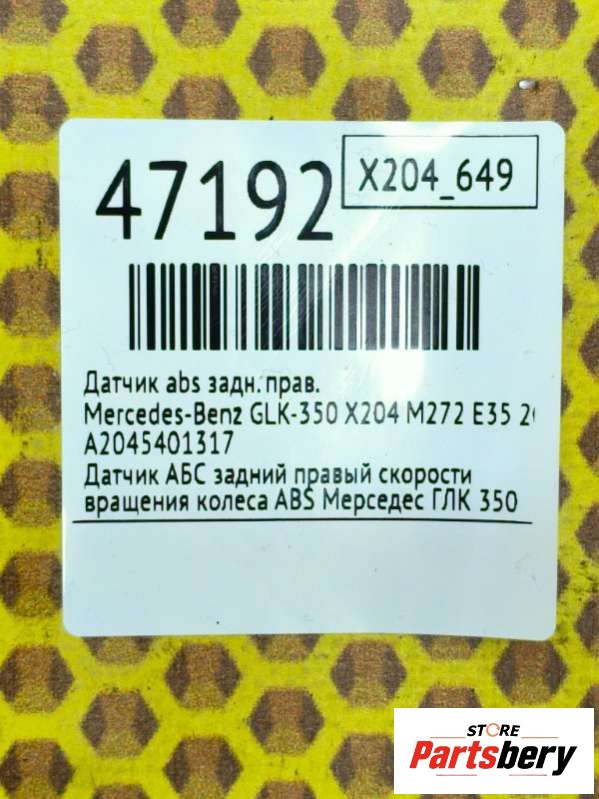 47192
X204_649
Датчик abs задн. прав.
Mercedes-Benz GLK-350 X204 M272 E35
A2045401317
Датчик АБС задний правый скорости
вращения колеса ABS Мерседес ГЛК 350
STORE
Partsbery